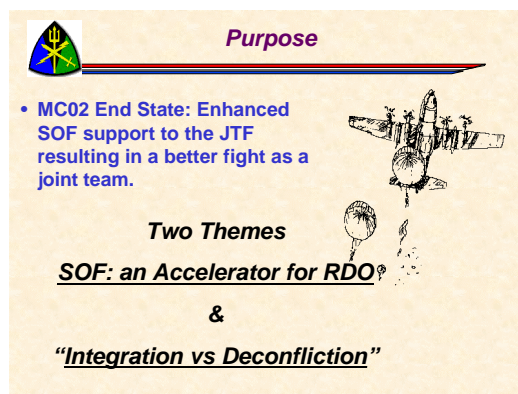 Purpose
• MC02 End State: Enhanced
SOF support to the JTF
resulting in a better fight as a
joint team.
Two Themes
SOF: an Accelerator for RDO
&
“Integration vs Deconfliction”